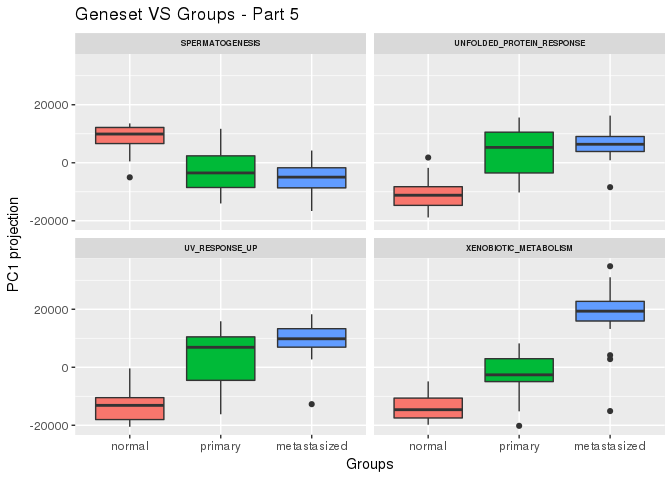 Geneset VS Groups - Part 5
SPERMATOGENESIS
UNFOLDED_PROTEIN_RESPONSE
20000
0
-20000
UV_RESPONSE_UP
XENOBIOTIC_METABOLISM
20000
0
-20000
PC1 projection
normal primary metastasized
normal primary metastasized
Groups